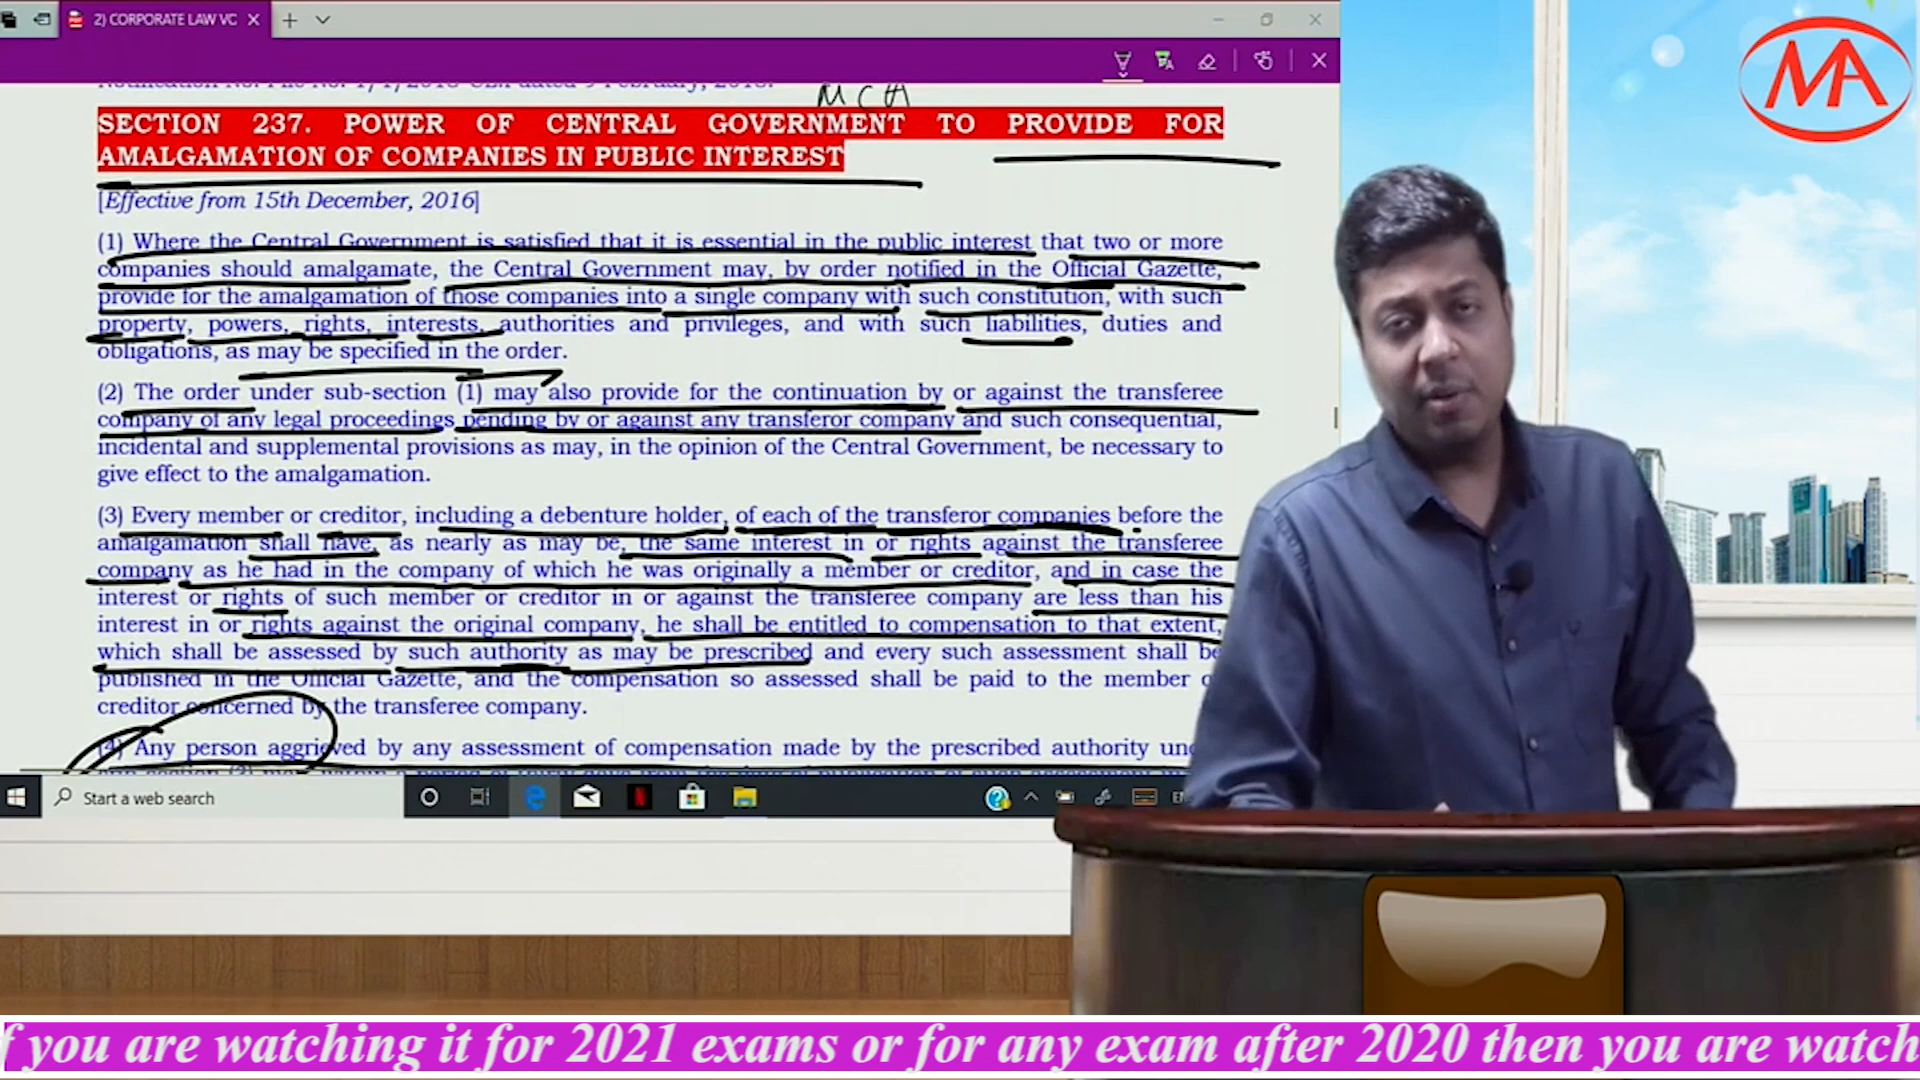 2) CORPORATE LAW VC
MA
MCA
SECTION 237. POWER OF CENTRAL GOVERNMENT TO PROVIDE FOR
AMALGAMATION OF COMPANIES IN PUBLIC INTEREST
[Effective from 15th December, 2016]
(1) Where the Central Government is satisfied that it is essential in the public interest that two or more
companies should amalgamate, the Central Government may, by order notified in the Official Gazette,
provide for the amalgamation of those companies into a single company with such constitution, with such
property, powers, rights, interests, authorities and privileges, and with such liabilities, duties and
obligations, as may be specified in the order.
(2) The order under sub-section (1) may also provide for the continuation by or against the transferee
company of any legal proceedings pending by or against any transferor company and such consequential,
incidental and supplemental provisions as may, in the opinion of the Central Government, be necessary to
give effect to the amalgamation.
(3) Every member or creditor, including a debenture holder, of each of the transferor companies before the
amalgamation shall have, as nearly as may be, the same interest in or rights against the transferee
company as he had in the company of which he was originally a member or creditor, and in case the
interest or rights of such member or creditor in or against the transferee company are less than his
interest in or rights against the original company, he shall be entitled to compensation to that extent,
which shall be assessed by such authority as may be prescribed and every such assessment shall be
published in the Official Gazette, and the compensation so assessed shall be paid to the member
creditor concerned by the transferee company.
(4) Any person aggrieved by any assessment of compensation made by the prescribed authority
Start a web search
f you are watching it for 2021 exams or for any exam after 2020 then you are watch